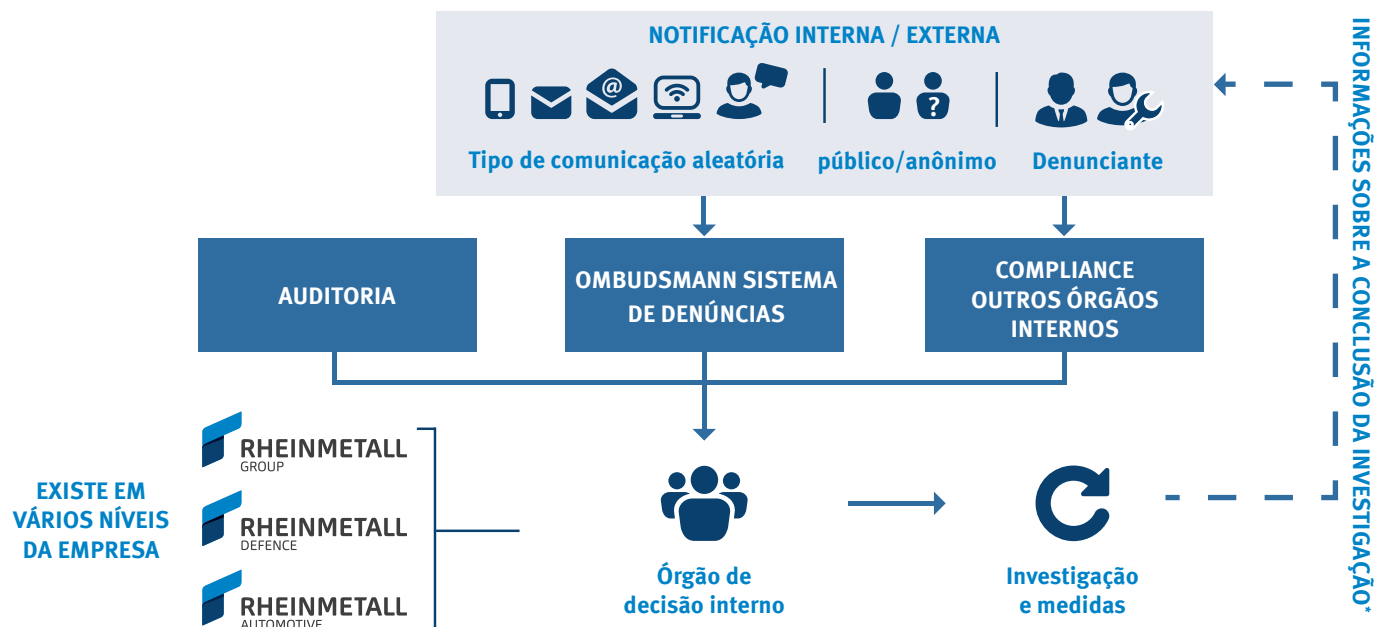 NOTIFICAÇÃO INTERNA / EXTERNA
@
?
Tipo de comunicação aleatória
público/anônimo
Denunciante
AUDITORIA
OMBUDSMANN SISTEMA
DE DENÚNCIAS
COMPLIANCE
OUTROS ÓRGÃOS
INTERNOS
INFORMAÇÕES SOBRE A CONCLUSÃO DA INVESTIGAÇÃO*
EXISTE EM
VÁRIOS NÍVEIS
DA EMPRESA
RHEINMETALL
GROUP
RHEINMETALL
DEFENCE
RHEINMETALL
AUTOMOTIVE
Órgão de
decisão interno
Investigação
e medidas